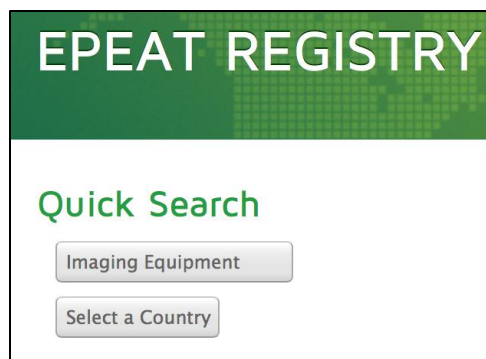 EPEAT REGISTRY
Quick Search
Imaging Equipment
Select a Country